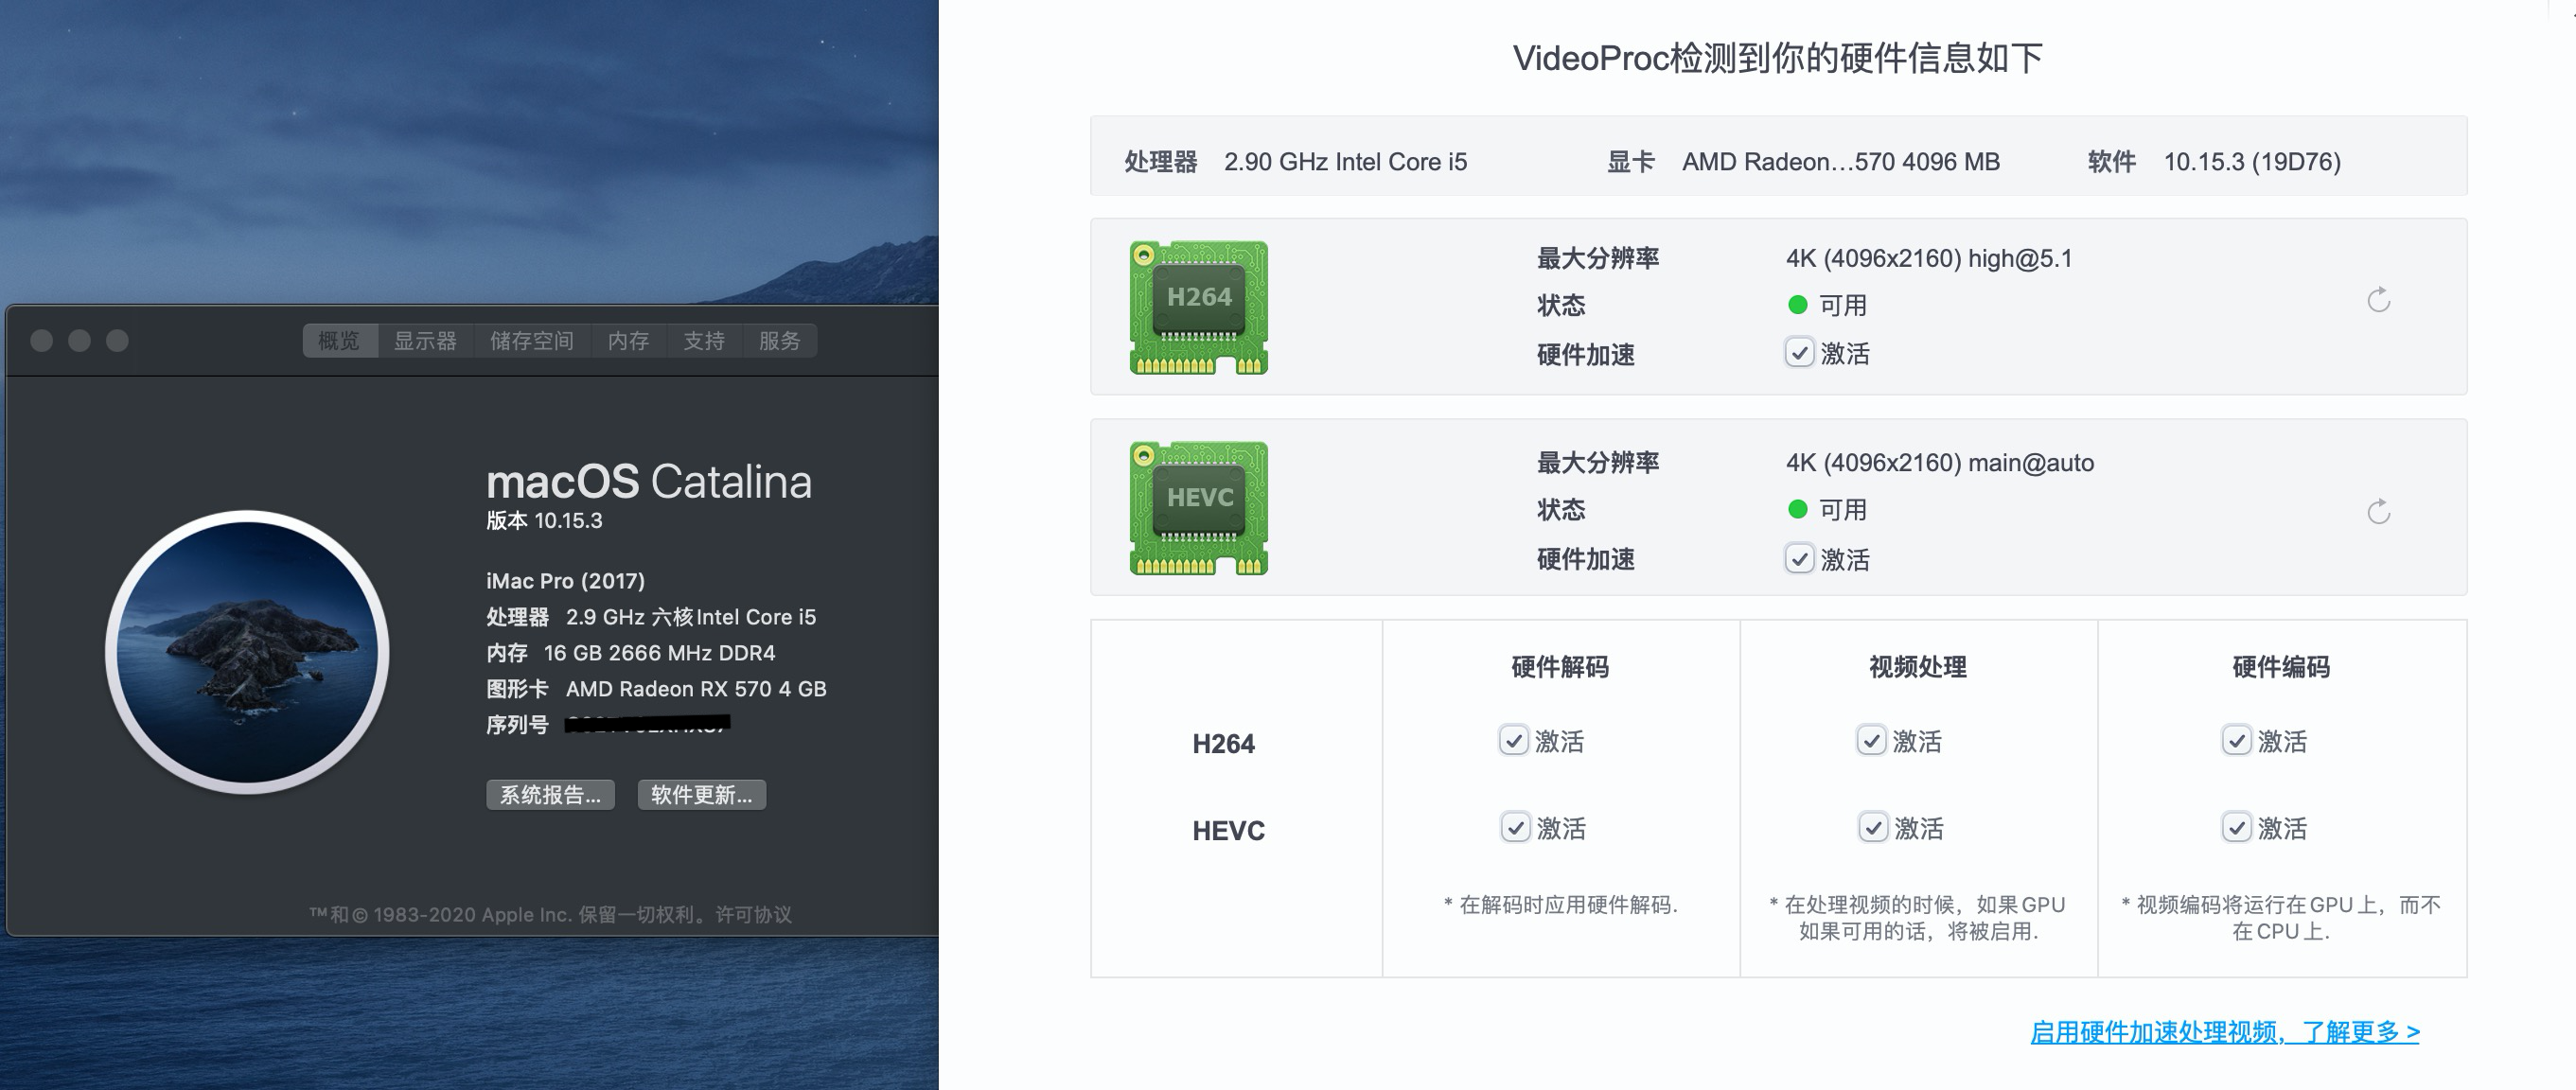 概览 显示器 储存空间 内存 支持 服务
macOS Catalina
版本 10.15.3
iMac Pro (2017)
处理器 2.9 GHz 六核Intel Core i5
内存 16 GB 2666 MHz DDR4
图形卡 AMD Radeon RX 570 4 GB
序列号
系统报告... 软件更新...
™和© 1983-2020 Apple Inc. 保留一切权利。许可协议
VideoProc检测到你的硬件信息如下
处理器 2.90 GHz Intel Core i5 显卡 AMD Radeon...570 4096 MB 软件 10.15.3 (19D76)
H264
最大分辨率 4K (4096x2160) high@5.1
状态 可用
硬件加速 激活
HEVC
最大分辨率 4K (4096x2160) main@auto
状态 可用
硬件加速 激活
硬件解码 视频处理 硬件编码
H264 激活 激活 激活
HEVC 激活 激活 激活
* 在解码时应用硬件解码.
* 在处理视频的时候，如果GPU
如果可用的话，将被启用.
* 视频编码将运行在GPU上，而不
在CPU上.
启用硬件加速处理视频，了解更多 >